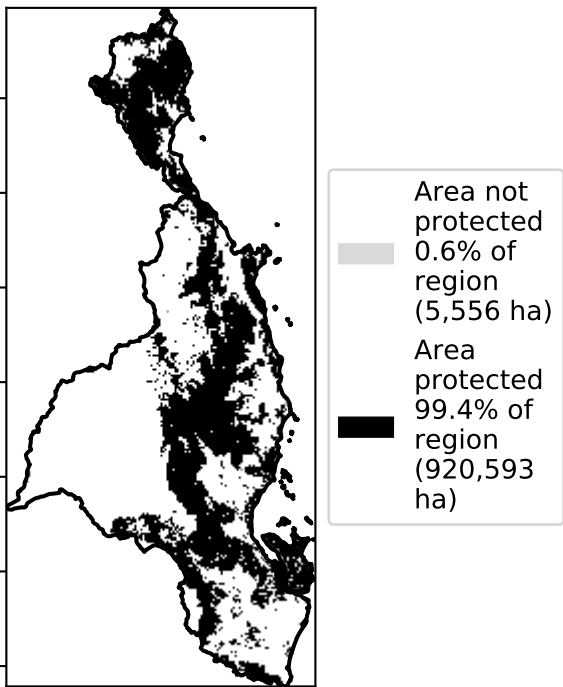 Area not
protected
0.6% of
region
(5,556 ha)
Area
protected
99.4% of
region
(920,593
ha)